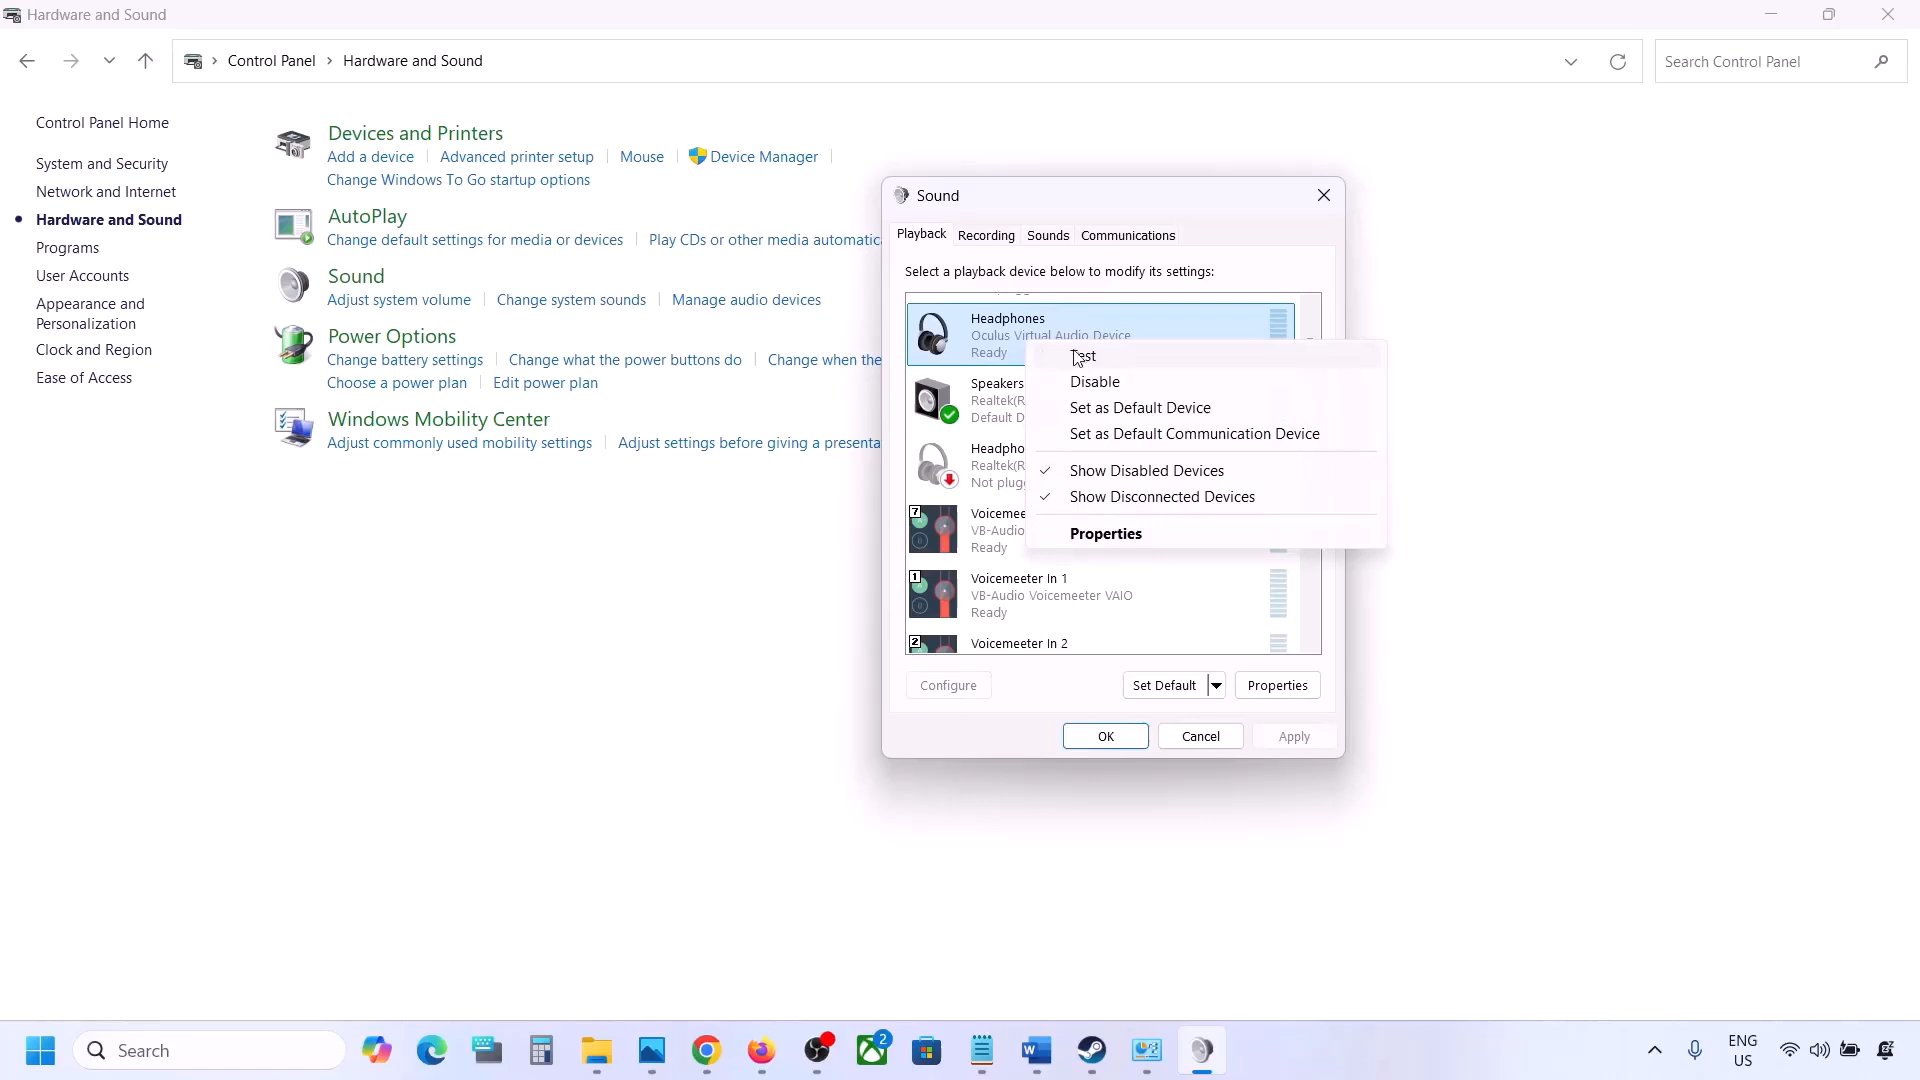 Hardware and Sound
Control Panel > Hardware and Sound
Search Control Panel
Control Panel Home
System and Security
Network and Internet
Hardware and Sound
Programs
User Accounts
Appearance and
Personalization
Clock and Region
Ease of Access
Devices and Printers
Add a device
Advanced printer setup
Mouse
Device Manager
Change Windows To Go startup options
AutoPlay
Change default settings for media or devices
Play CDs or other media
Sound
Adjust system volume
Change system sounds
Manage audio devices
Power Options
Change battery settings
Change what the power buttons do
Change when the
Choose a power plan
Edit power plan
Windows Mobility Center
Adjust commonly used mobility settings
Adjust settings before giving a
Sound
Playback
Recording
Sounds
Communications
Select a playback device below to modify its settings:
Headphones
Oculus Virtual Audio Device
Ready
Speakers
Default
Not
7
VB-Audio
Ready
1
Voicemeeter In 1
VB-Audio Voicemeeter VAIO
Ready
2
Voicemeeter In 2
Disable
Set as Default Device
Set as Default Communication Device
Show Disabled Devices
Show Disconnected Devices
Properties
Configure
Set Default
Properties
OK
Cancel
Apply
Search
2
ENG
US